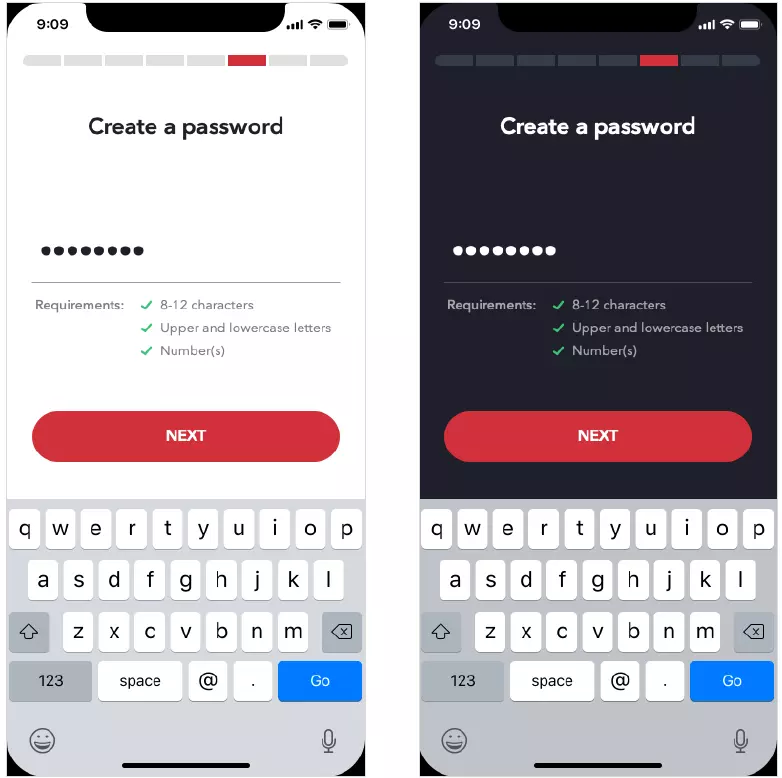 9:09
Create a password
Requirements: 8-12 characters
Upper and lowercase letters
Number(s)
NEXT
q w e r t y u i o p
a s d f g h j k l
z x c v b n m
123 space @ . Go
9:09
Create a password
Requirements: 8-12 characters
Upper and lowercase letters
Number(s)
NEXT
q w e r t y u i o p
a s d f g h j k l
z x c v b n m
123 space @ . Go